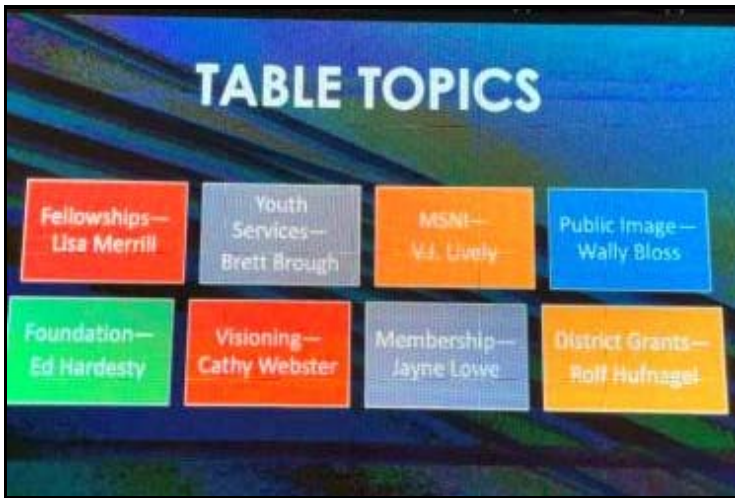 TABLE TOPICS
Fellowships—
Lisa Merrill
Youth
Services—
Brett Brough
MSNI—
V.J. Lively
Public Image—
Wally Bloss
Foundation—
Ed Hardesty
Visioning—
Cathy Webster
Membership—
Jayne Lowe
District Grants—
Rolf Hufnagel